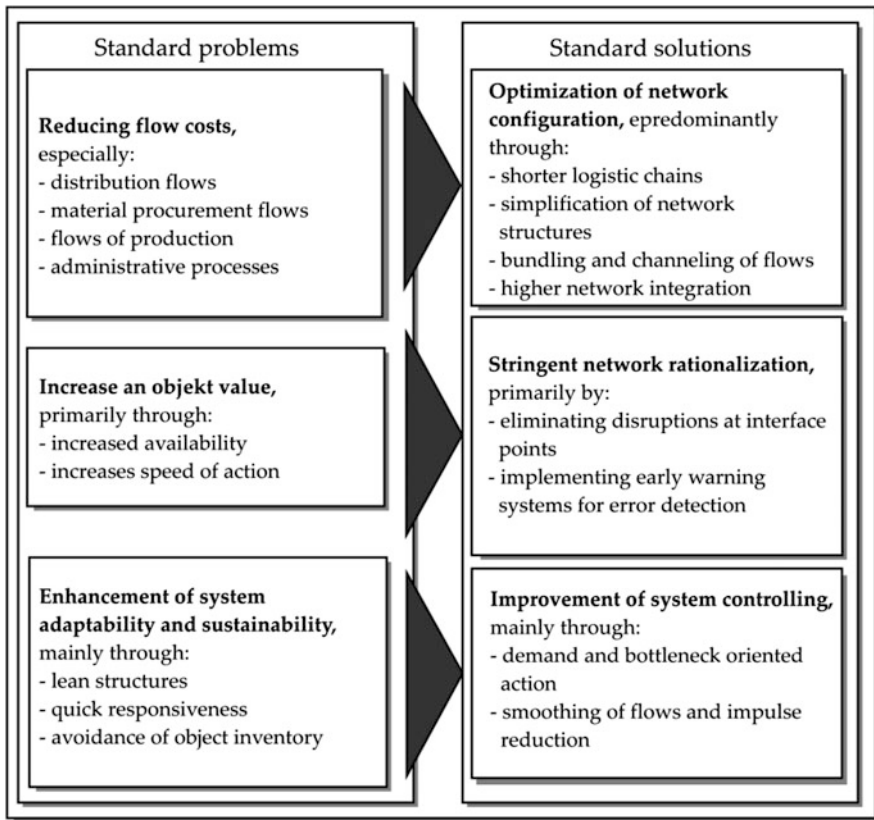 Standard problems
Reducing flow costs,
especially:
- distribution flows
- material procurement flows
- flows of production
- administrative processes
Increase an objekt value,
primarily through:
- increased availability
- increases speed of action
Enhancement of system
adaptability and sustainability,
mainly through:
- lean structures
- quick responsiveness
- avoidance of object inventory
Standard solutions
Optimization of network
configuration, epredominantly
through:
- shorter logistic chains
- simplification of network
structures
- bundling and channeling of flows
- higher network integration
Stringent network rationalization,
primarily by:
- eliminating disruptions at interface
points
- implementing early warning
systems for error detection
Improvement of system controlling,
mainly through:
- demand and bottleneck oriented
action
- smoothing of flows and impulse
reduction